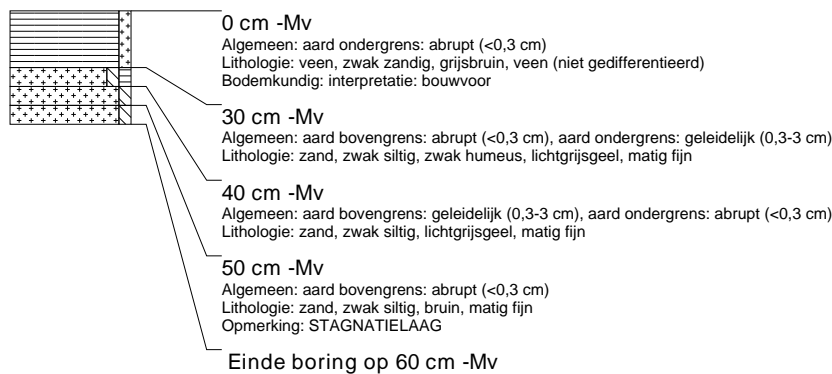 0 cm -Mv
Algemeen: aard ondergrens: abrupt (<0,3 cm)
Lithologie: veen, zwak zandig, grijsbruin, veen (niet gedifferentieerd)
Bodemkundig: interpretatie: bouwvoor
30 cm -Mv
Algemeen: aard bovengrens: abrupt (<0,3 cm), aard ondergrens: geleidelijk (0,3-3 cm)
Lithologie: zand, zwak siltig, zwak humeus, lichtgrijsgeel, matig fijn
40 cm -Mv
Algemeen: aard bovengrens: geleidelijk (0,3-3 cm), aard ondergrens: abrupt (<0,3 cm)
Lithologie: zand, zwak siltig, lichtgrijsgeel, matig fijn
50 cm -Mv
Algemeen: aard bovengrens: abrupt (<0,3 cm)
Lithologie: zand, zwak siltig, bruin, matig fijn
Opmerking: STAGNATIELAAG
Einde boring op 60 cm -Mv